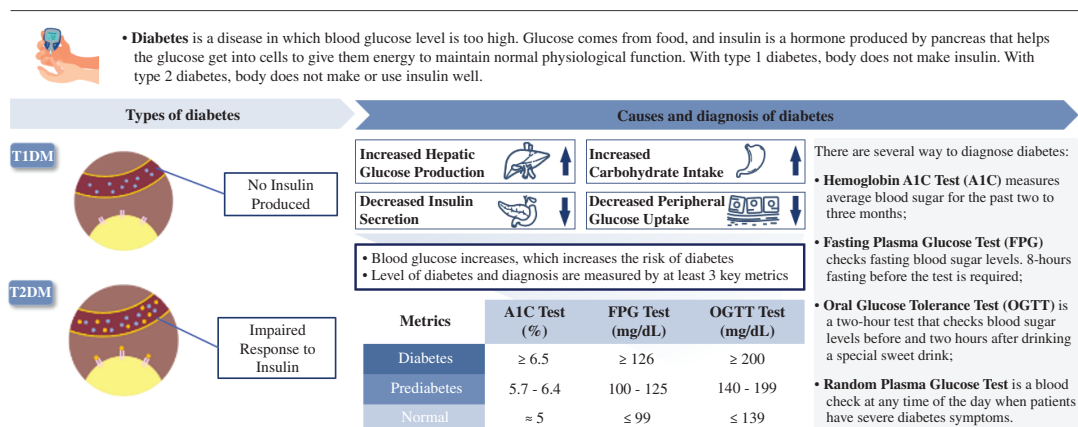 • Diabetes is a disease in which blood glucose level is too high. Glucose comes from food, and insulin is a hormone produced by pancreas that helps
the glucose get into cells to give them energy to maintain normal physiological function. With type 1 diabetes, body does not make insulin. With
type 2 diabetes, body does not make or use insulin well.
Types of diabetes
Causes and diagnosis of diabetes
T1DM
No Insulin
Produced
T2DM
Impaired
Response to
Insulin
Increased Hepatic
Glucose Production
Increased
Carbohydrate Intake
Decreased Insulin
Secretion
Decreased Peripheral
Glucose Uptake
• Blood glucose increases, which increases the risk of diabetes
• Level of diabetes and diagnosis are measured by at least 3 key metrics
Metrics
A1C Test
(%)
FPG Test
(mg/dL)
OGTT Test
(mg/dL)
Diabetes ≥ 6.5 ≥ 126 ≥ 200
Prediabetes 5.7 - 6.4 100 - 125 140 - 199
Normal ≈ 5 ≤ 99 ≤ 139
There are several way to diagnose diabetes:
• Hemoglobin A1C Test (A1C) measures
average blood sugar for the past two to
three months;
• Fasting Plasma Glucose Test (FPG)
checks fasting blood sugar levels. 8-hours
fasting before the test is required;
• Oral Glucose Tolerance Test (OGTT) is
a two-hour test that checks blood sugar
levels before and two hours after drinking
a special sweet drink;
• Random Plasma Glucose Test is a blood
check at any time of the day when patients
have severe diabetes symptoms.